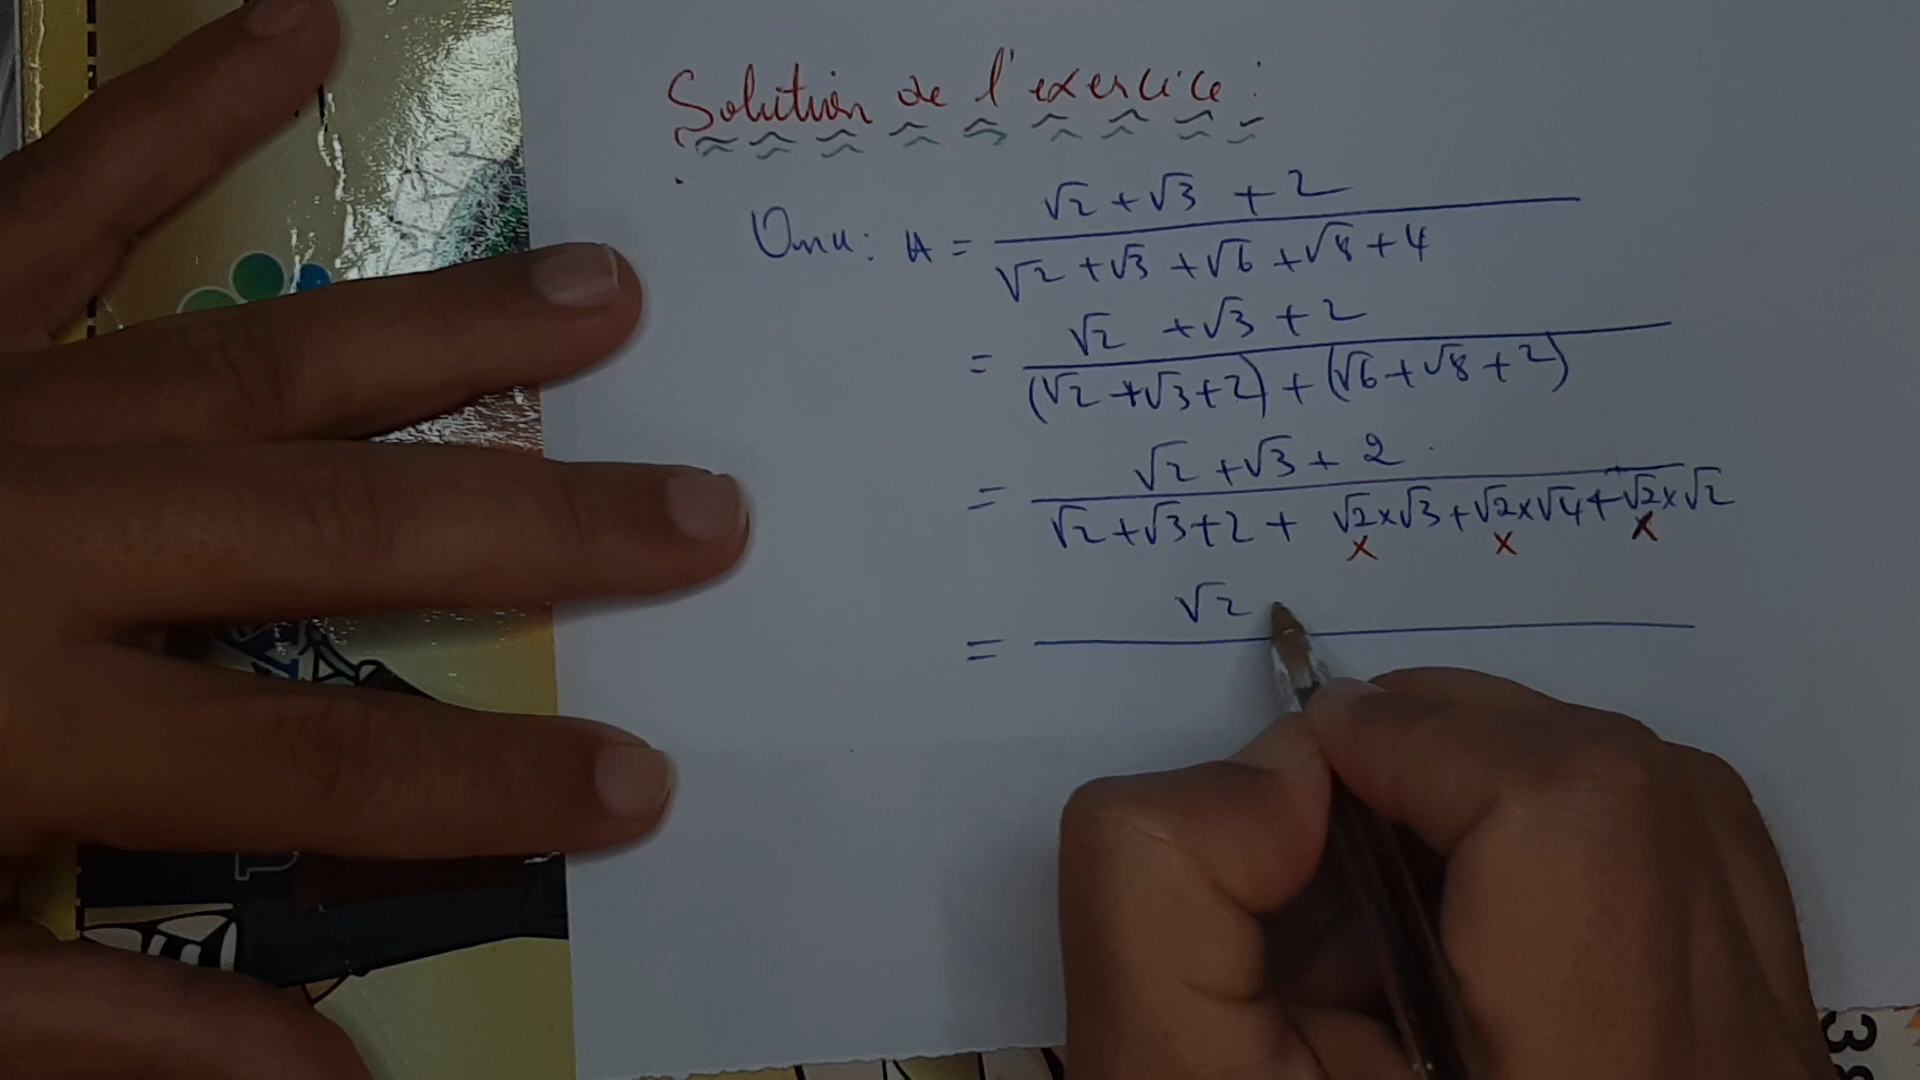 Solution de l'exercice :
On a : A = (√2 + √3 + 2) / (√2 + √3 + √6 + √8 + 4)
= (√2 + √3 + 2) / ((√2 + √3 + 2) + (√6 + √8 + 2))
= (√2 + √3 + 2) / (√2 + √3 + 2 + √2 x √3 + √2 x √4 + √2 x √2)
x x x
= √2
38